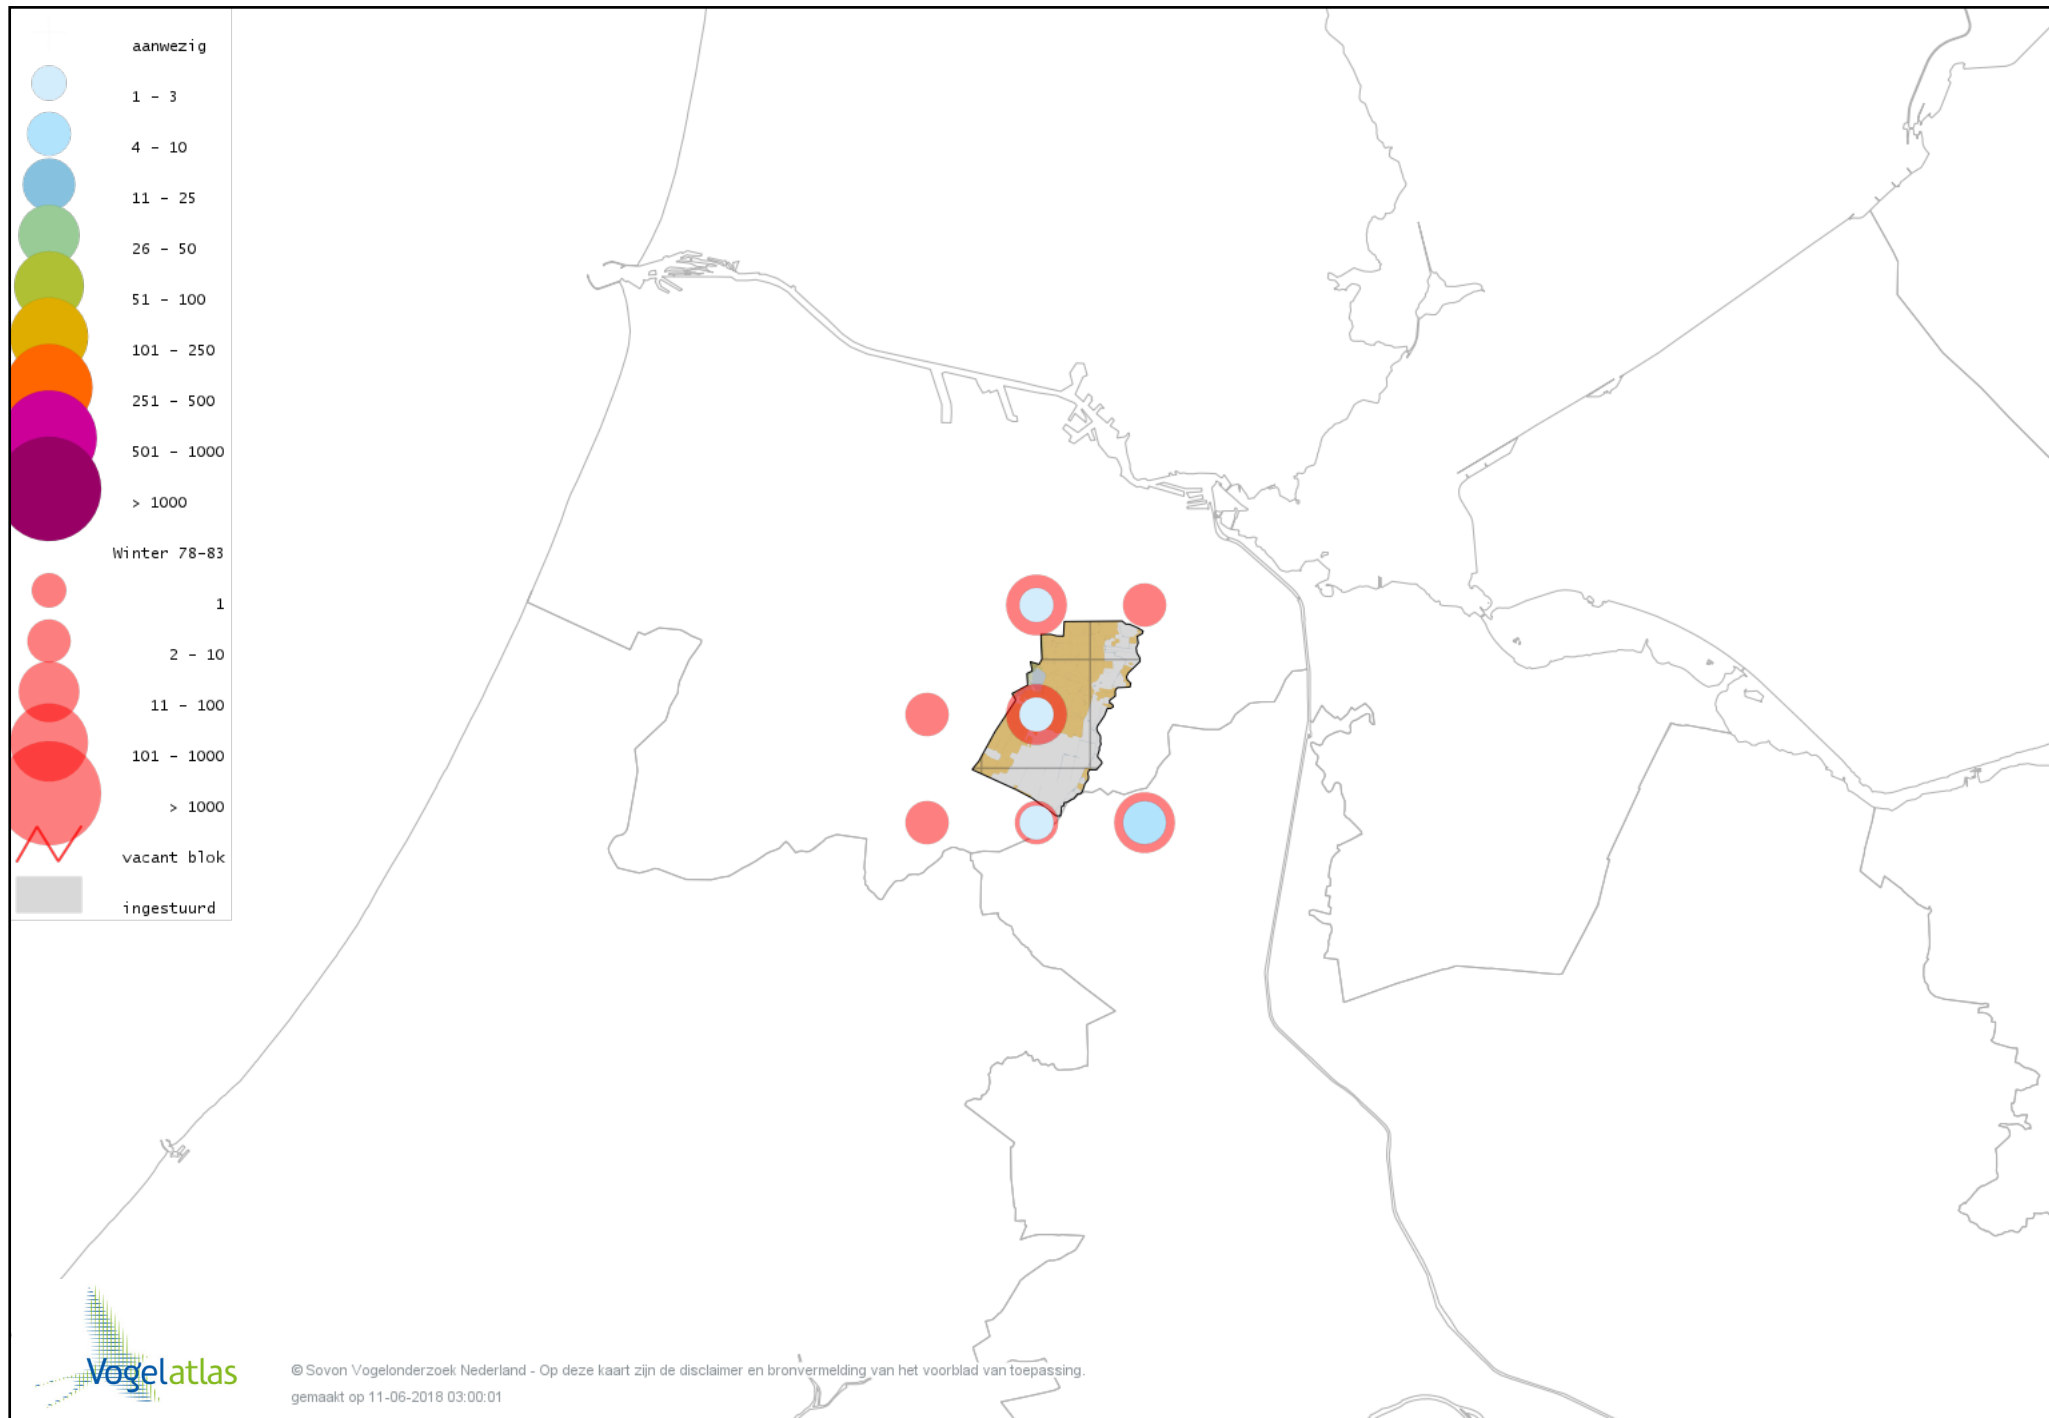 aanwezig
1 - 3
4 - 10
11 - 25
26 - 50
51 - 100
101 - 250
251 - 500
501 - 1000
> 1000
Winter 78-83
1
2 - 10
11 - 100
101 - 1000
> 1000
vacant blok
ingestuurd
Vogelatlas
© Sovon Vogelonderzoek Nederland - Op deze kaart zijn de disclaimer en bronvermelding van het voorblad van toepassing.
gemaakt op 11-06-2018 03:00:01